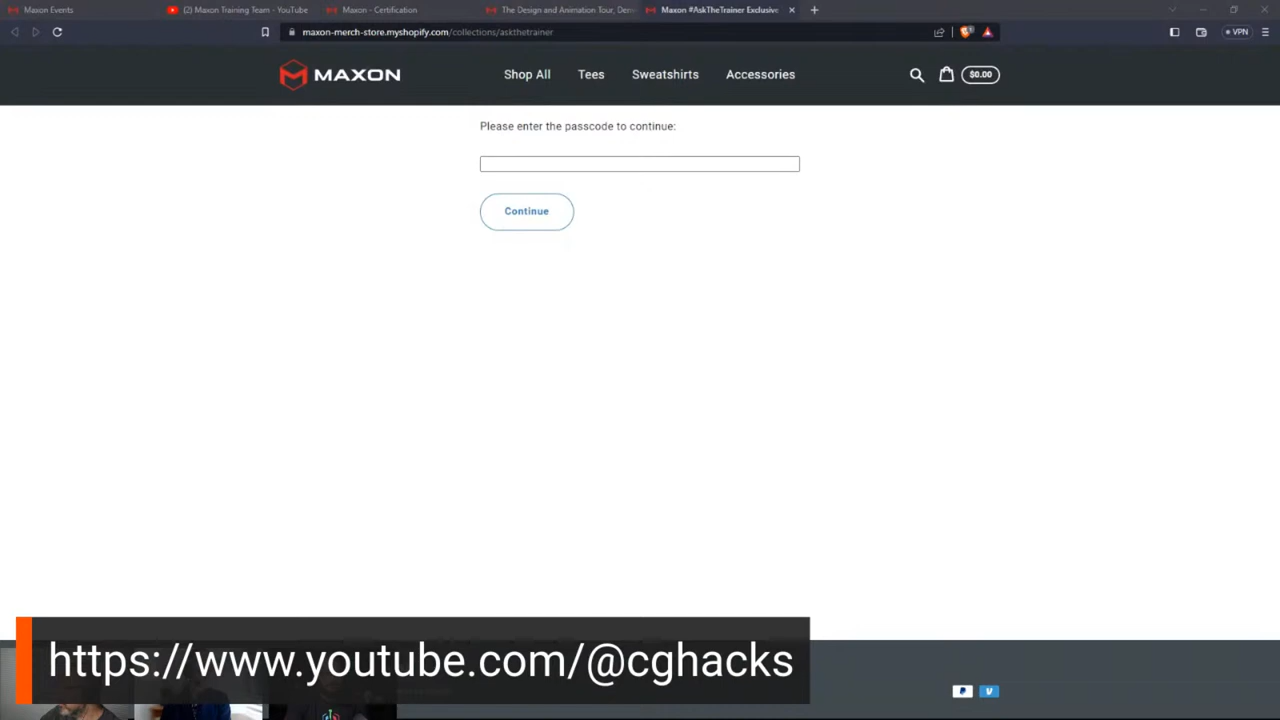 Maxon Events
(2) Maxon Training Team - YouTube
Maxon - Certification
The Design and Animation Tour, Den
Maxon #AskTheTrainer Exclusive
maxon-merch-store.myshopify.com/collections/askthetrainer
VPN
MAXON
Shop All
Tees
Sweatshirts
Accessories
$0.00
Please enter the passcode to continue:
Continue
https://www.youtube.com/@cghacks